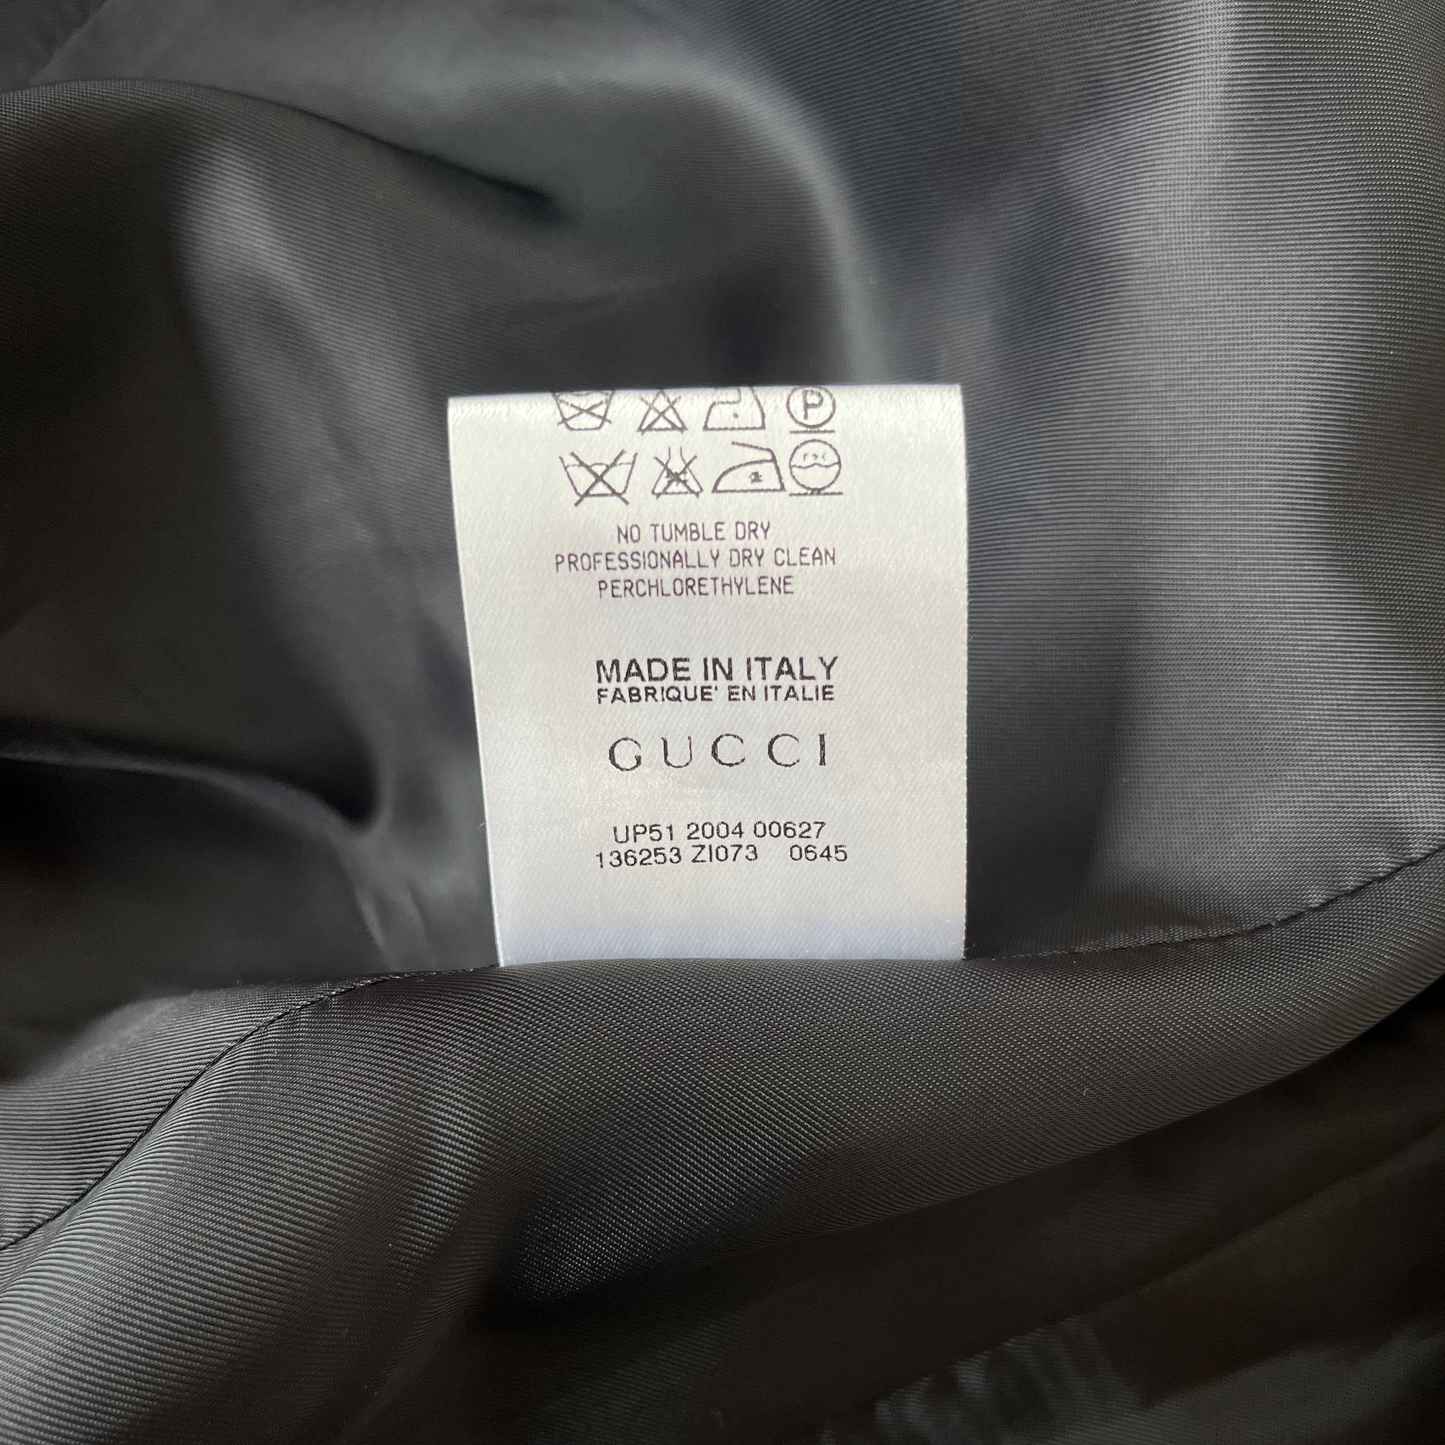 P
NO TUMBLE DRY
PROFESSIONALLY DRY CLEAN
PERCHLORETHYLENE
MADE IN ITALY
FABRIQUE' EN ITALIE
GUCCI
UP51 2004 00627
136253 ZI073 0645